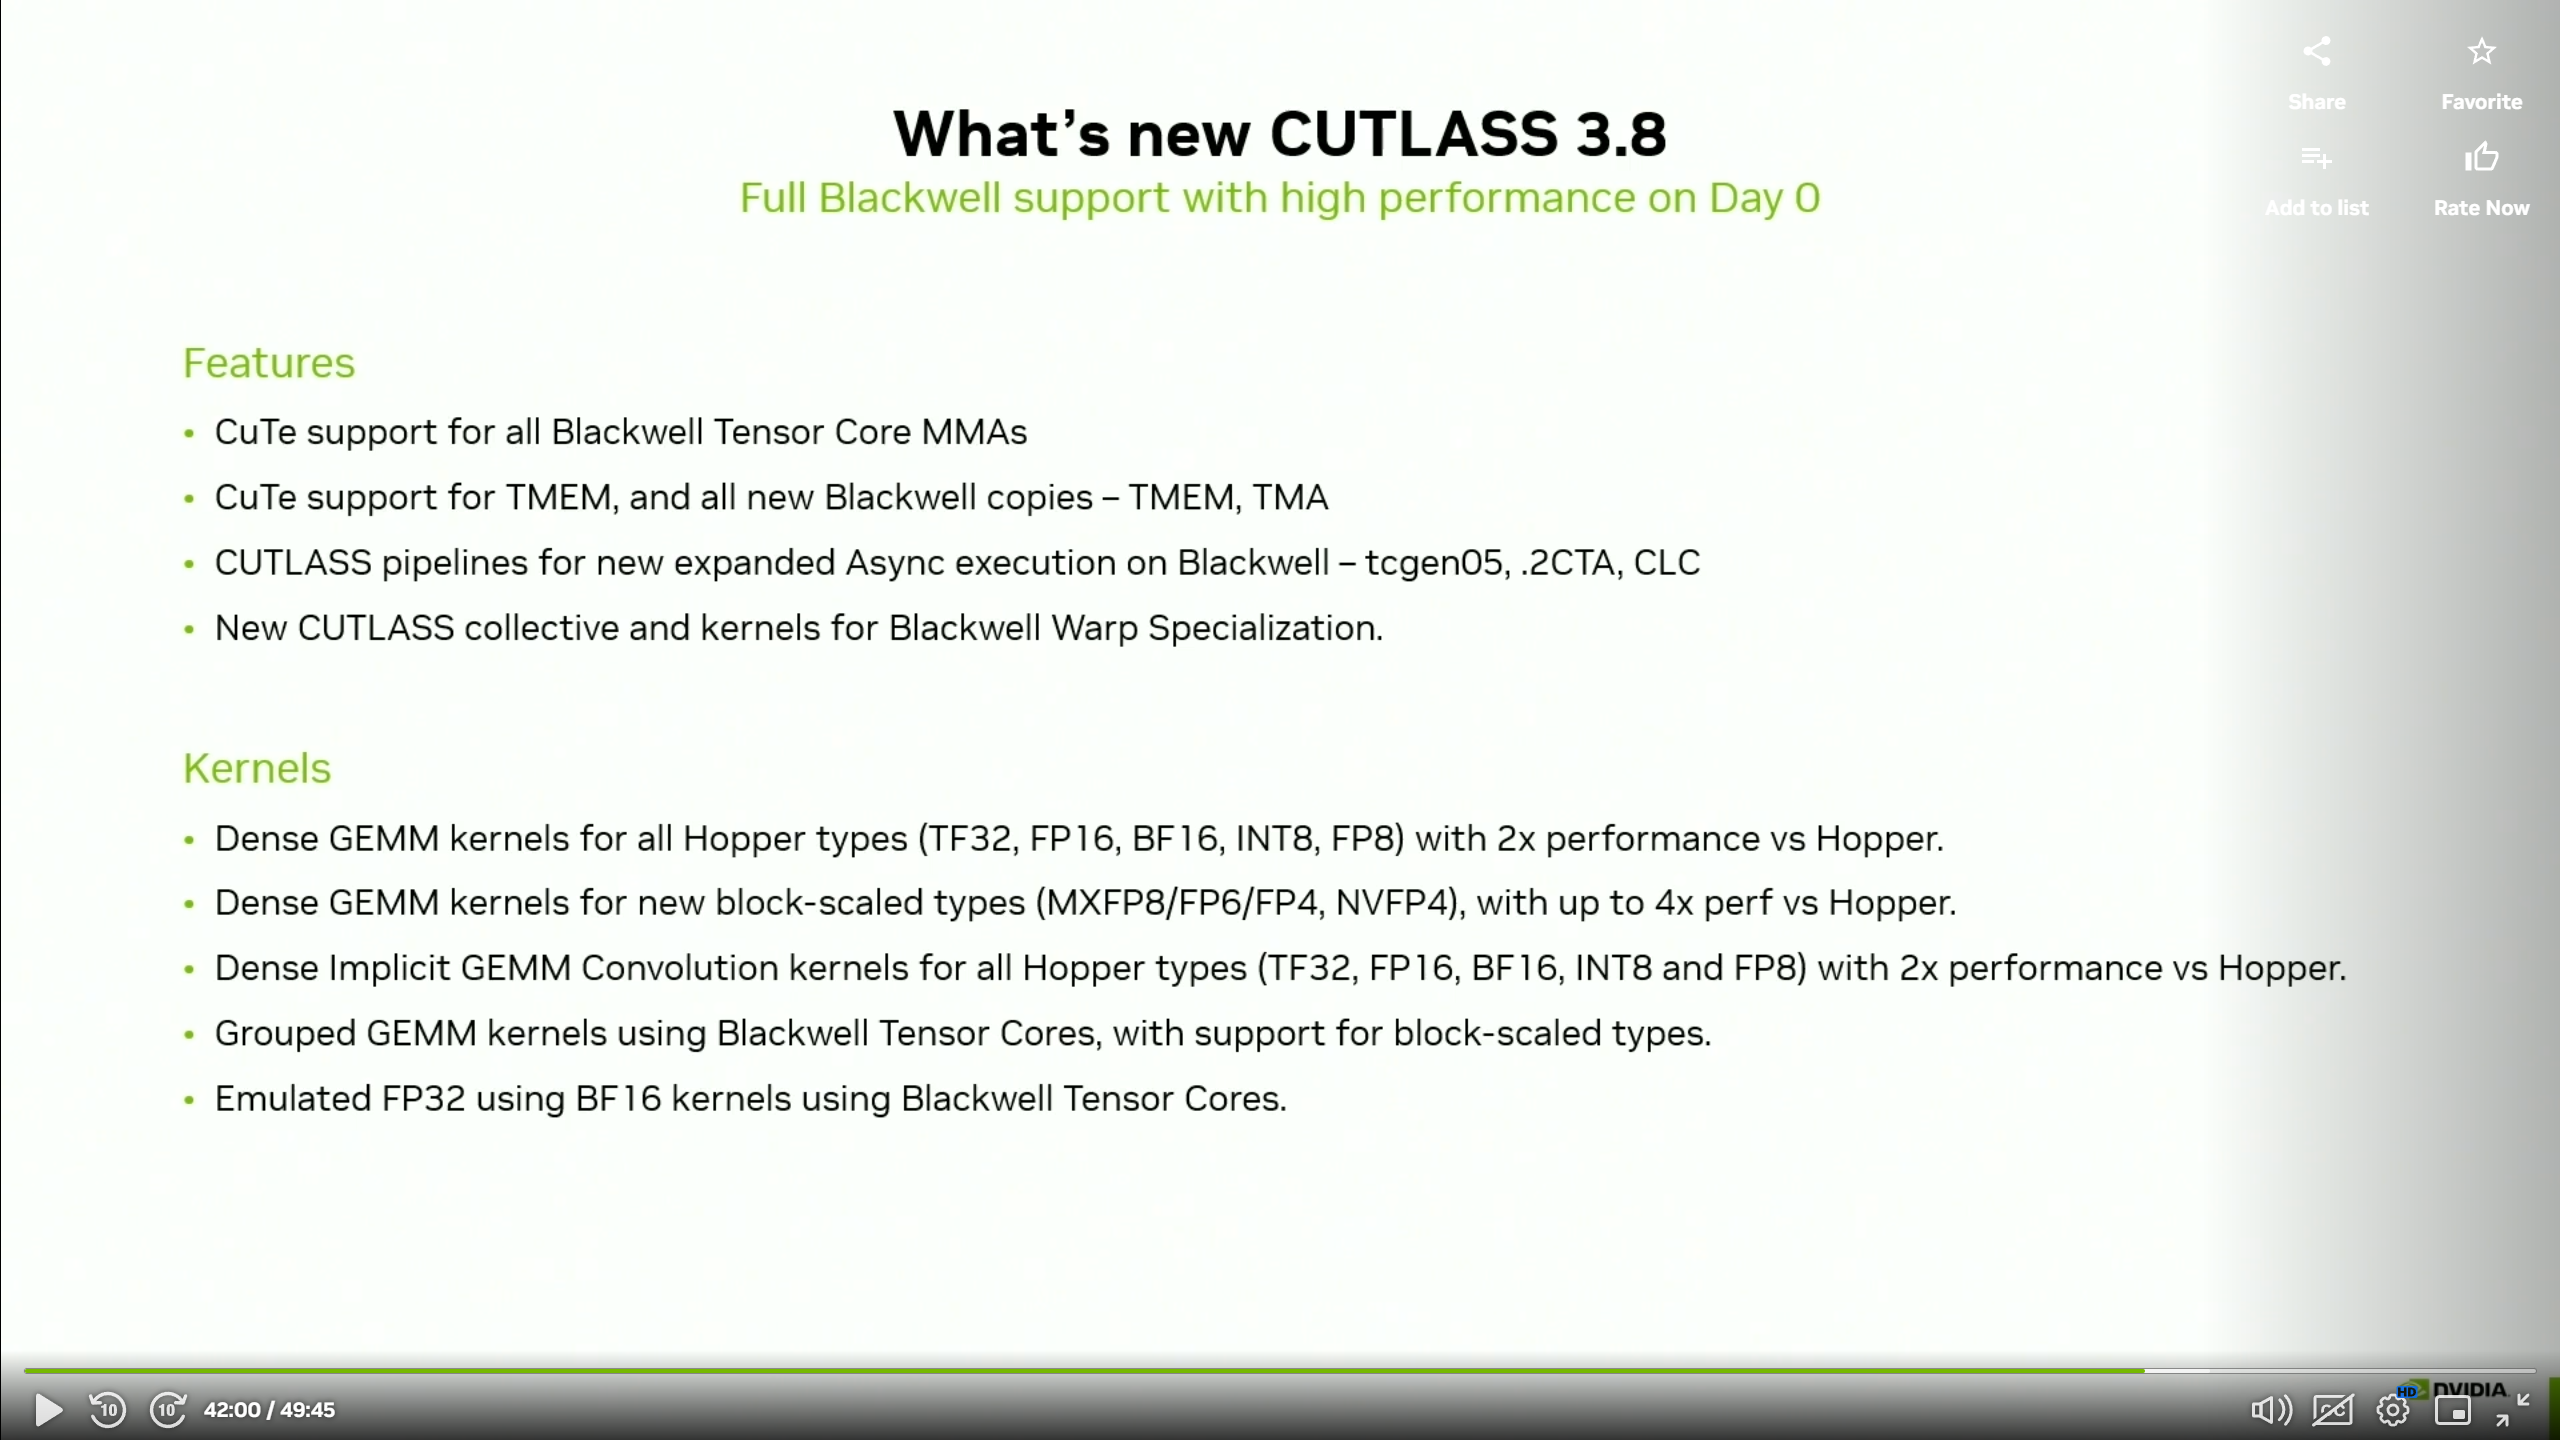 Share
Favorite
Add to list
Rate Now
What’s new CUTLASS 3.8
Full Blackwell support with high performance on Day 0
Features
• CuTe support for all Blackwell Tensor Core MMAs
• CuTe support for TMEM, and all new Blackwell copies – TMEM, TMA
• CUTLASS pipelines for new expanded Async execution on Blackwell – tcgen05, .2CTA, CLC
• New CUTLASS collective and kernels for Blackwell Warp Specialization.
Kernels
• Dense GEMM kernels for all Hopper types (TF32, FP16, BF16, INT8, FP8) with 2x performance vs Hopper.
• Dense GEMM kernels for new block-scaled types (MXFP8/FP6/FP4, NVFP4), with up to 4x perf vs Hopper.
• Dense Implicit GEMM Convolution kernels for all Hopper types (TF32, FP16, BF16, INT8 and FP8) with 2x performance vs Hopper.
• Grouped GEMM kernels using Blackwell Tensor Cores, with support for block-scaled types.
• Emulated FP32 using BF16 kernels using Blackwell Tensor Cores.
10
10
42:00 / 49:45
CC
HD
DVIDIA